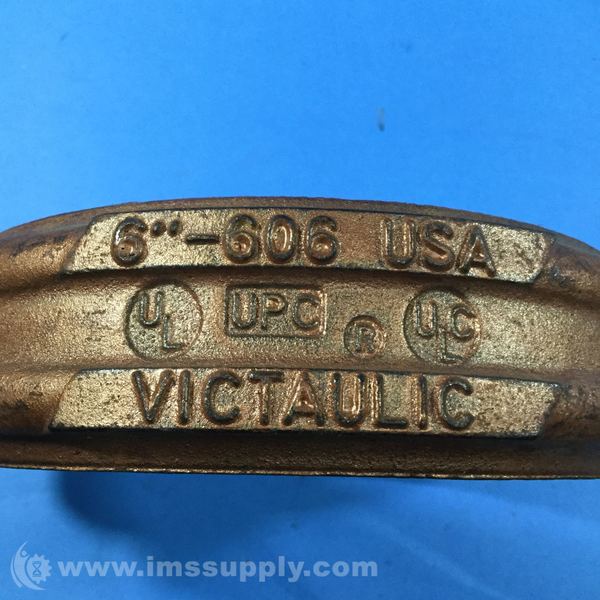 6"-606 USA
UL UPC ® ULC
VICTAULIC
www.imssupply.com